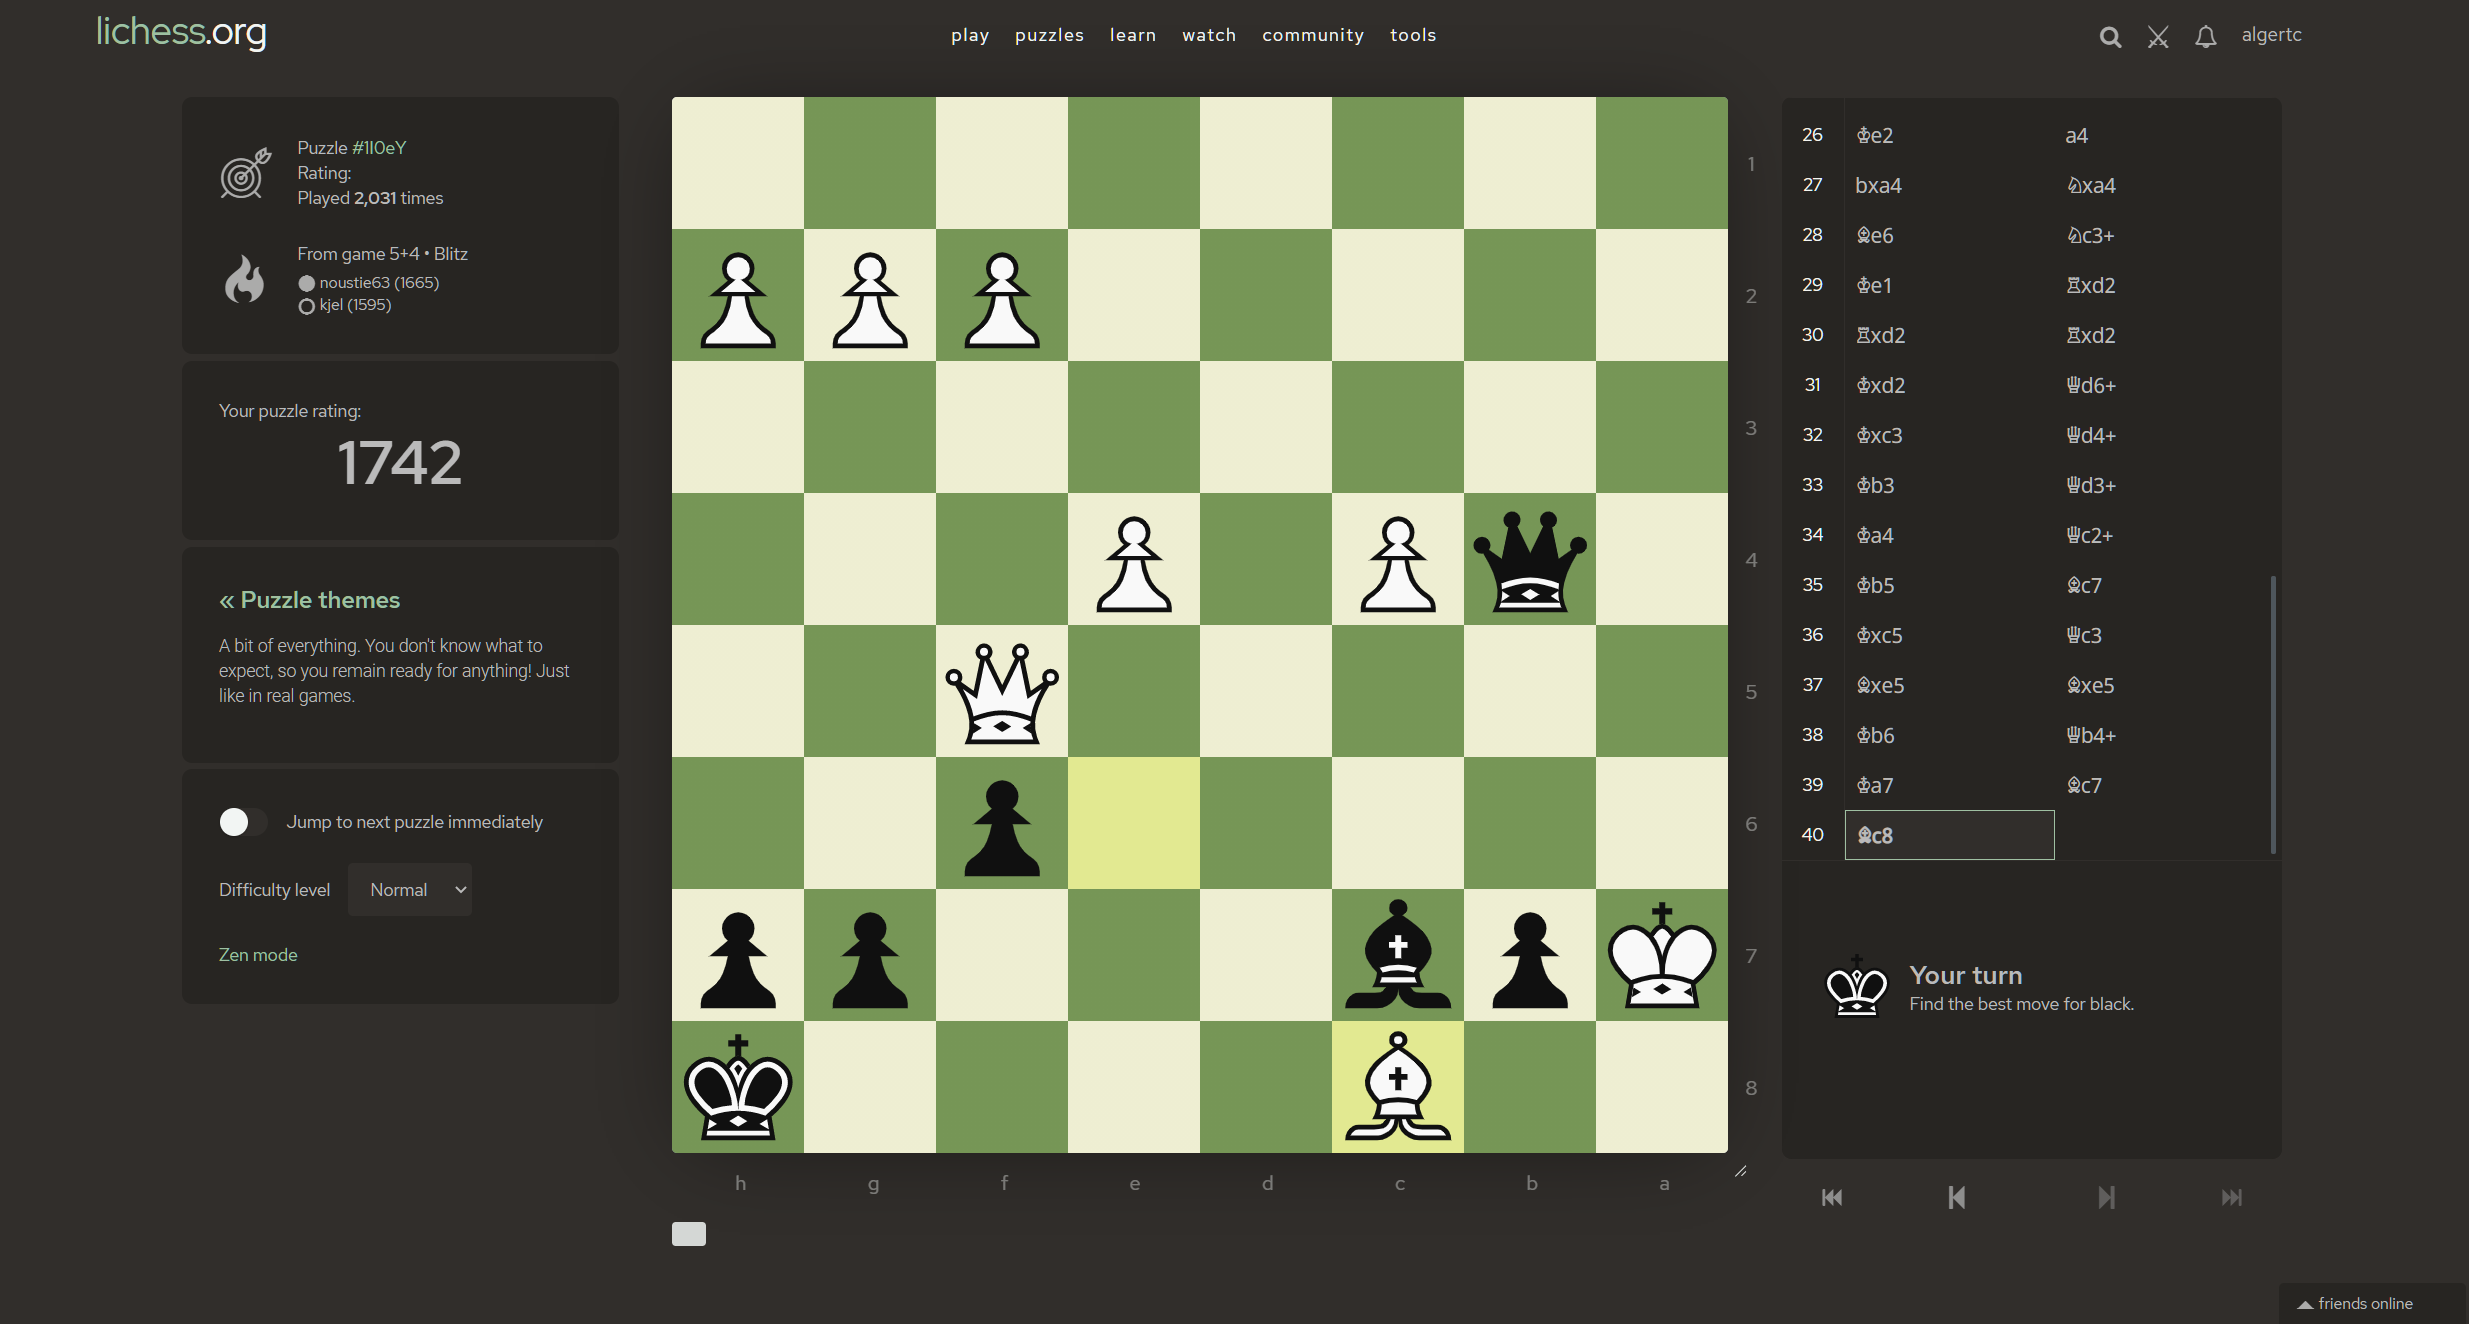 lichess.org
play puzzles learn watch community tools
algertc
Puzzle #1I0eY
Rating:
Played 2,031 times
From game 5+4 • Blitz
noustie63 (1665)
kjel (1595)
Your puzzle rating:
1742
« Puzzle themes
A bit of everything. You don't know what to
expect, so you remain ready for anything! Just
like in real games.
Jump to next puzzle immediately
Difficulty level Normal
Zen mode
1
2
3
4
5
6
7
8
h g f e d c b a
26 ♔e2 a4
27 bxa4 ♘xa4
28 ♗e6 ♘c3+
29 ♔e1 ♖xd2
30 ♖xd2 ♖xd2
31 ♔xd2 ♕d6+
32 ♔xc3 ♕d4+
33 ♔b3 ♕d3+
34 ♔a4 ♕c2+
35 ♔b5 ♗c7
36 ♔xc5 ♕c3
37 ♗xe5 ♗xe5
38 ♔b6 ♕b4+
39 ♔a7 ♗c7
40 ♗c8
Your turn
Find the best move for black.
friends online